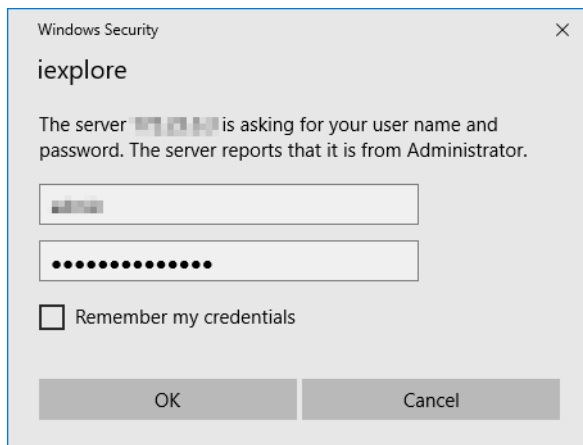 Windows Security
iexplore
The server is asking for your user name and
password. The server reports that it is from Administrator.
●●●●●●●●●●●●●●
Remember my credentials
OK
Cancel